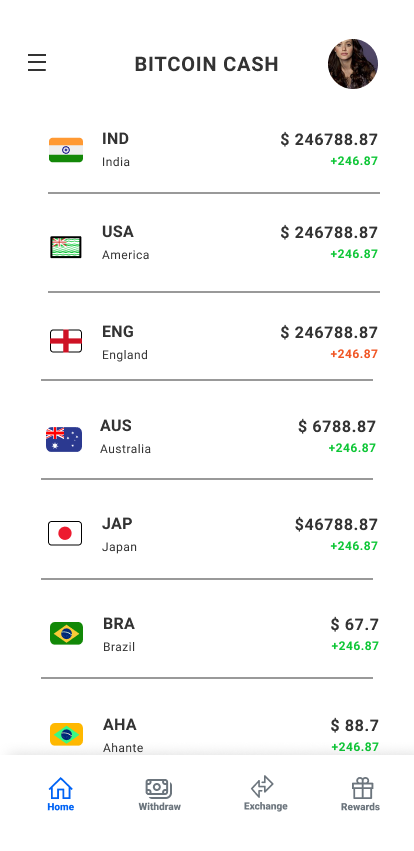 BITCOIN CASH
IND
$ 246788.87
India
+246.87
USA
$ 246788.87
America
+246.87
ENG
$ 246788.87
England
+246.87
AUS
$ 6788.87
Australia
+246.87
JAP
$46788.87
Japan
+246.87
BRA
$ 67.7
Brazil
+246.87
AHA
$ 88.7
Ahante
+246.87
Home
Withdraw
Exchange
Rewards